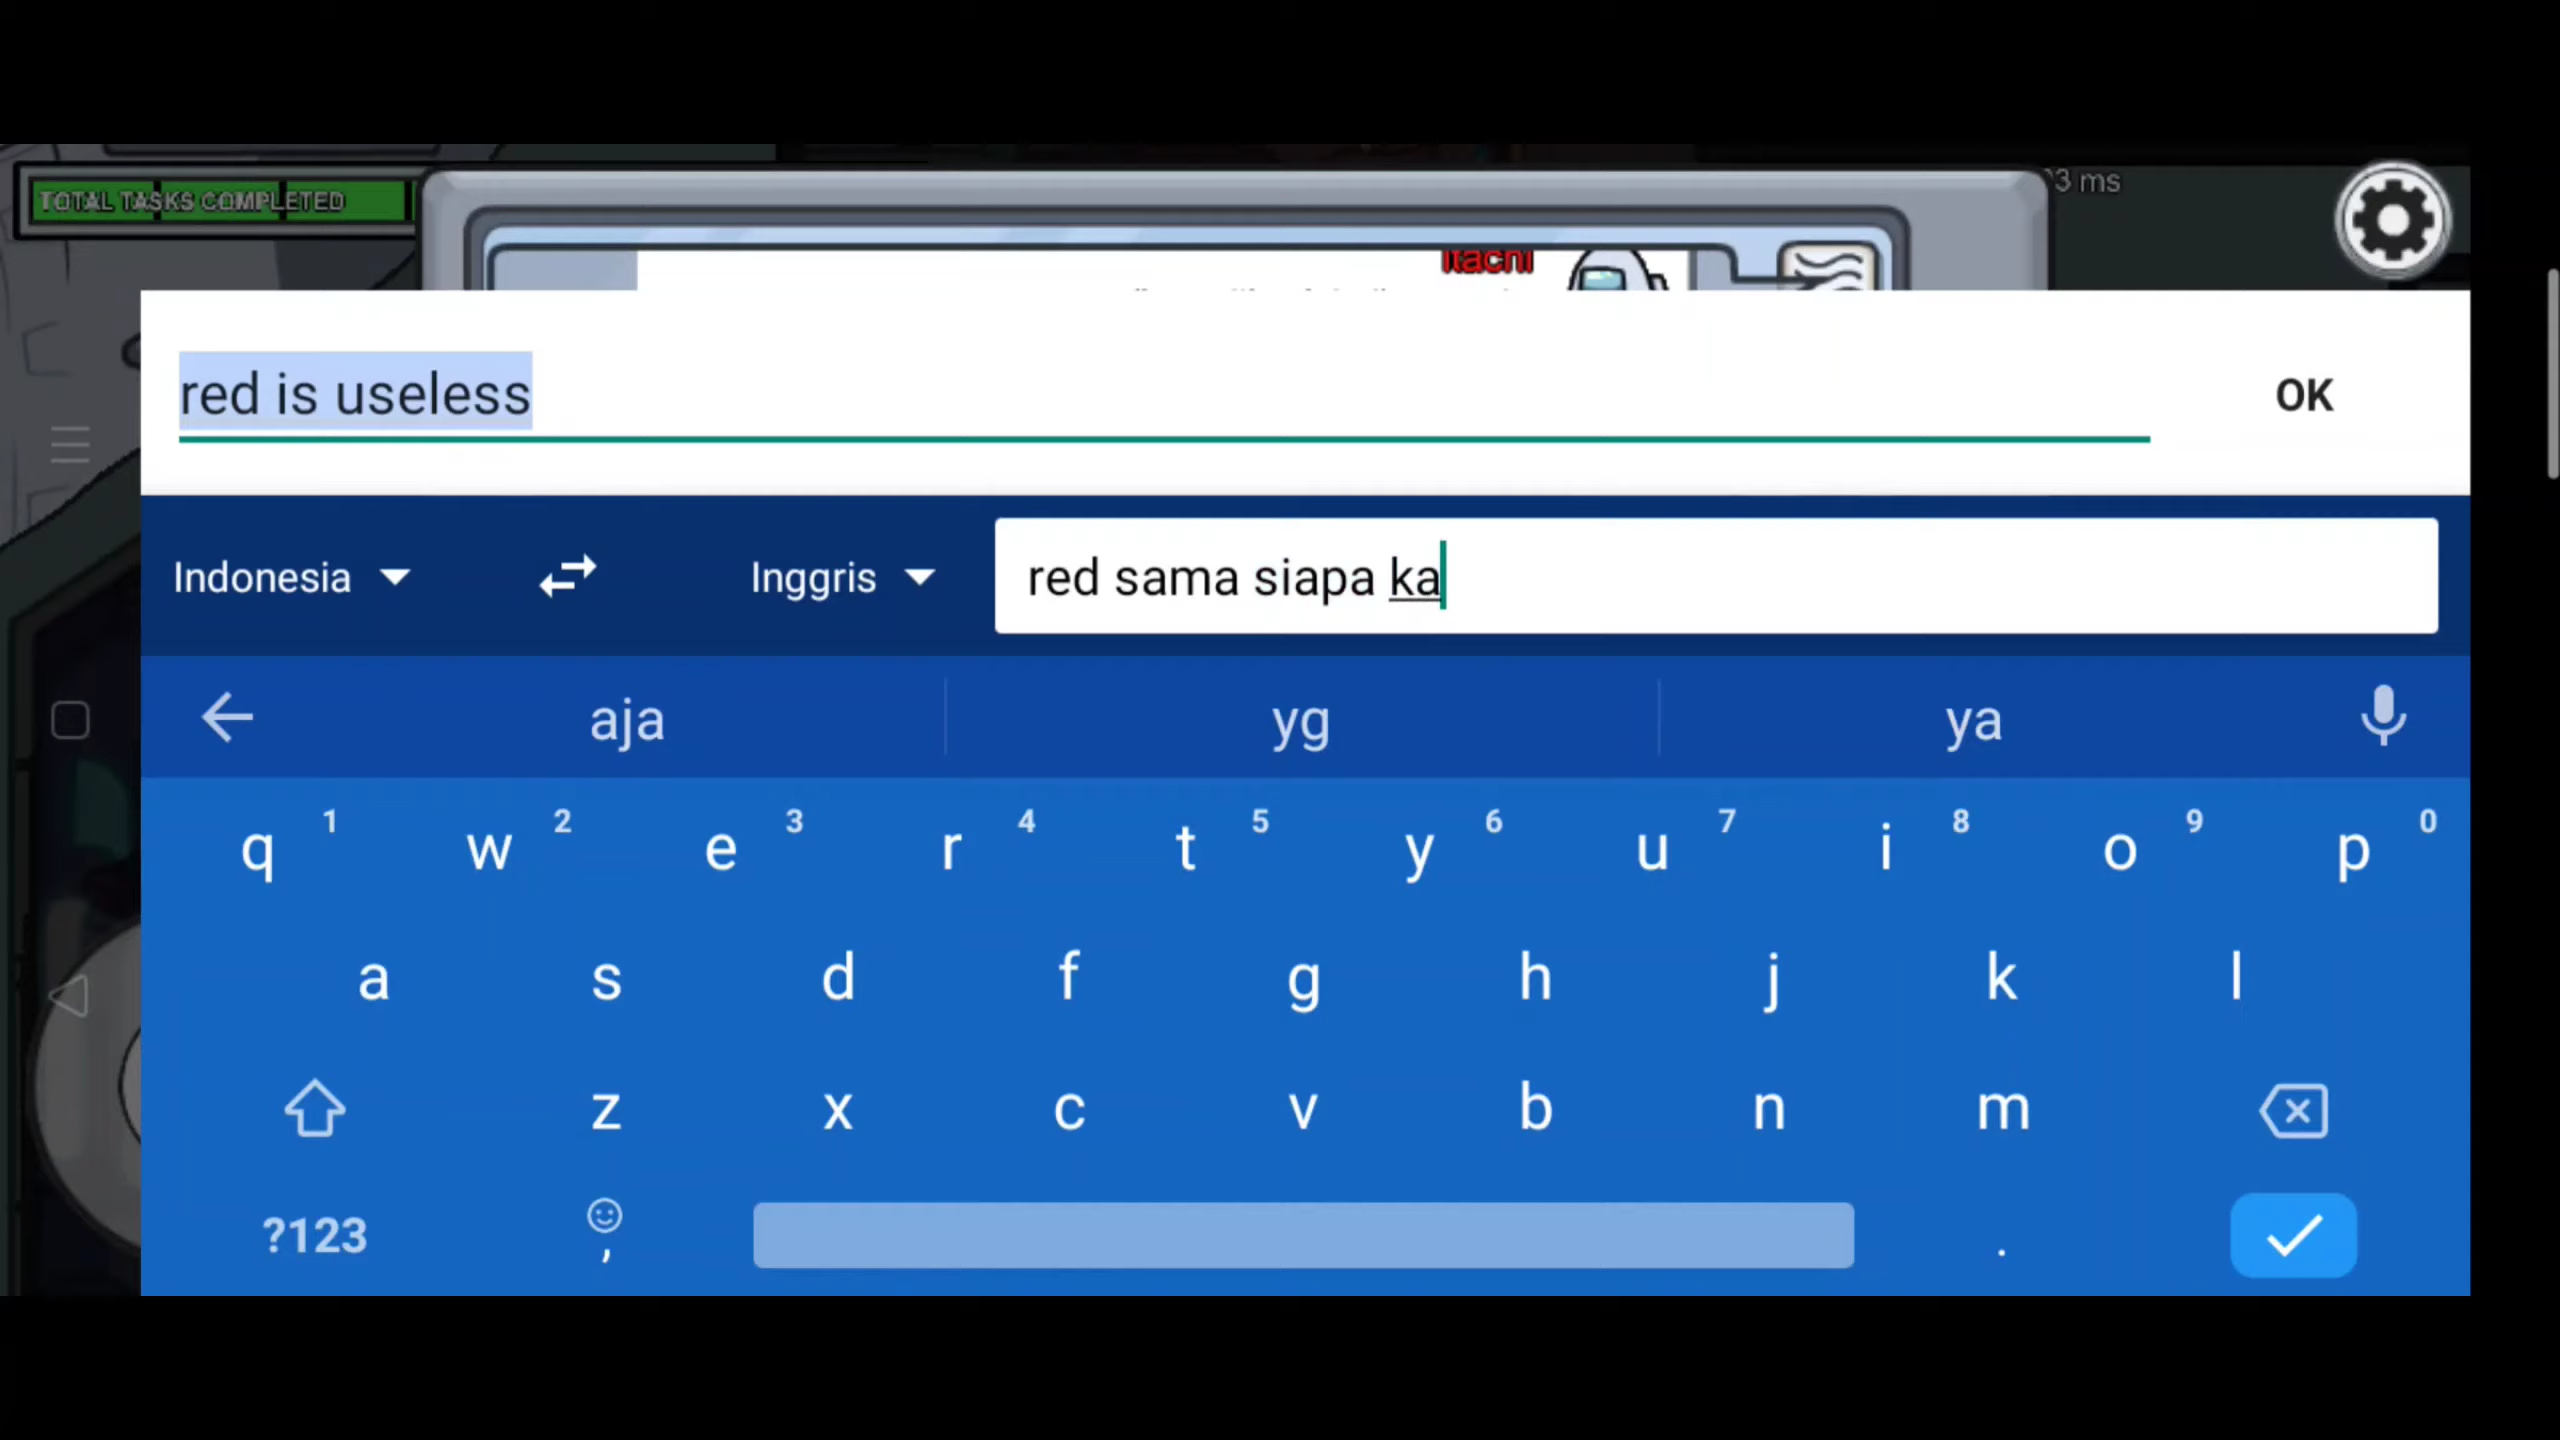 TOTAL TASKS COMPLETED
3 ms
Itachi
red is useless
OK
Indonesia
Inggris
red sama siapa ka
aja
yg
ya
q 1 w 2 e 3 r 4 t 5 y 6 u 7 i 8 o 9 p 0
a s d f g h j k l
z x c v b n m
?123
,
.